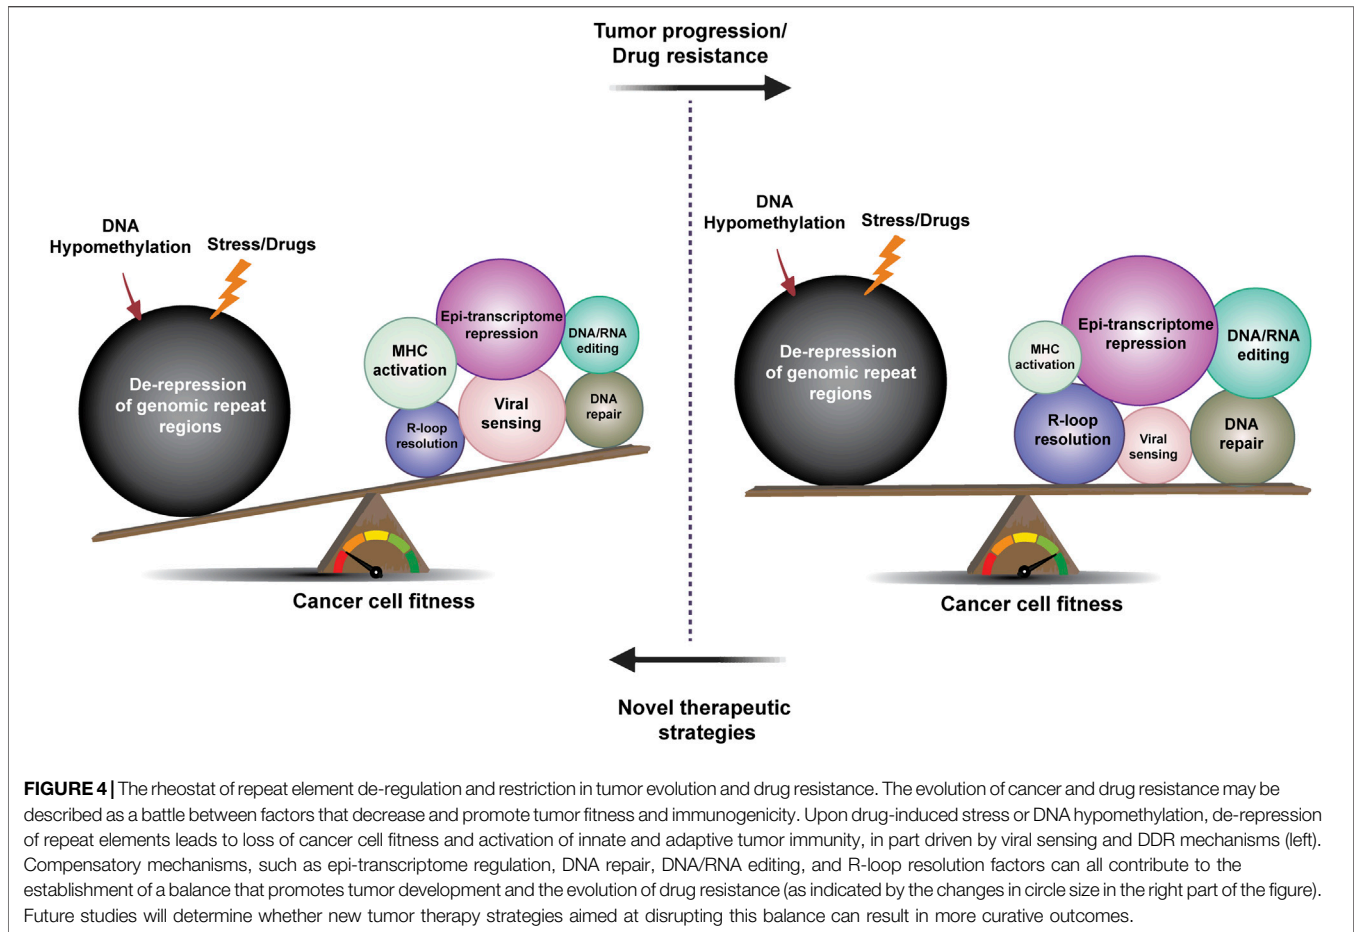 Tumor progression/
Drug resistance
DNA
Hypomethylation
Stress/Drugs
De-repression
of genomic repeat
regions
MHC
activation
Epi-transcriptome
repression
DNA/RNA
editing
R-loop
resolution
Viral
sensing
DNA
repair
Cancer cell fitness
DNA
Hypomethylation
Stress/Drugs
De-repression
of genomic repeat
regions
MHC
activation
Epi-transcriptome
repression
DNA/RNA
editing
R-loop
resolution
Viral
sensing
DNA
repair
Cancer cell fitness
Novel therapeutic
strategies
FIGURE 4 | The rheostat of repeat element de-regulation and restriction in tumor evolution and drug resistance. The evolution of cancer and drug resistance may be
described as a battle between factors that decrease and promote tumor fitness and immunogenicity. Upon drug-induced stress or DNA hypomethylation, de-repression
of repeat elements leads to loss of cancer cell fitness and activation of innate and adaptive tumor immunity, in part driven by viral sensing and DDR mechanisms (left).
Compensatory mechanisms, such as epi-transcriptome regulation, DNA repair, DNA/RNA editing, and R-loop resolution factors can all contribute to the
establishment of a balance that promotes tumor development and the evolution of drug resistance (as indicated by the changes in circle size in the right part of the figure).
Future studies will determine whether new tumor therapy strategies aimed at disrupting this balance can result in more curative outcomes.